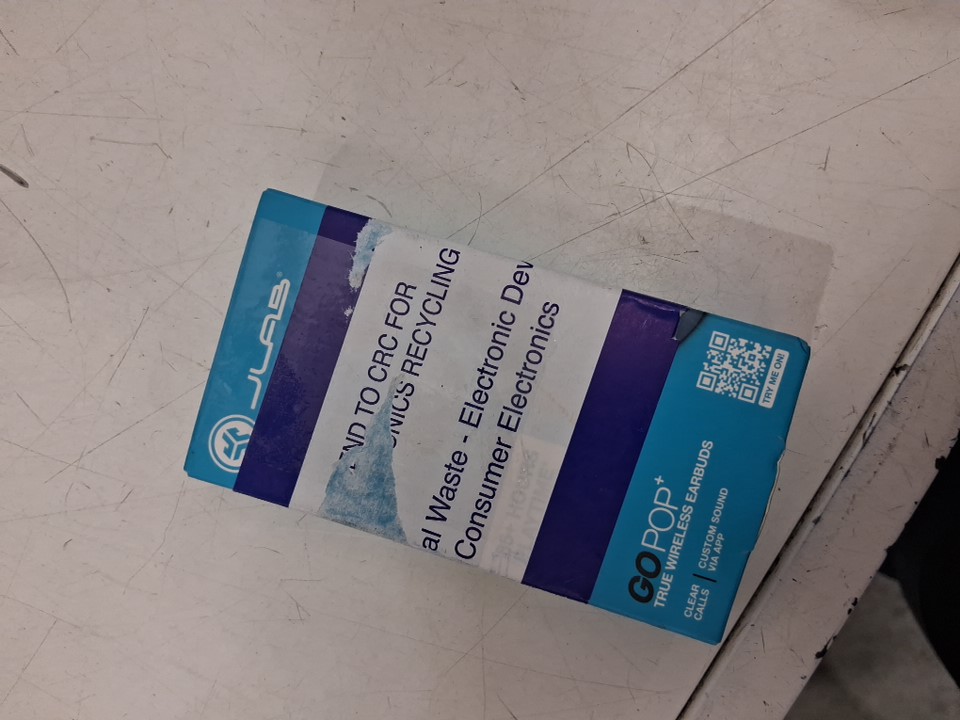 JLAB
ND TO CRC FOR
ONICS RECYCLING
al Waste - Electronic Dev
Consumer Electronics
TRY ME ON!
GO POP+
TRUE WIRELESS EARBUDS
CLEAR CALLS
CUSTOM SOUND VIA APP